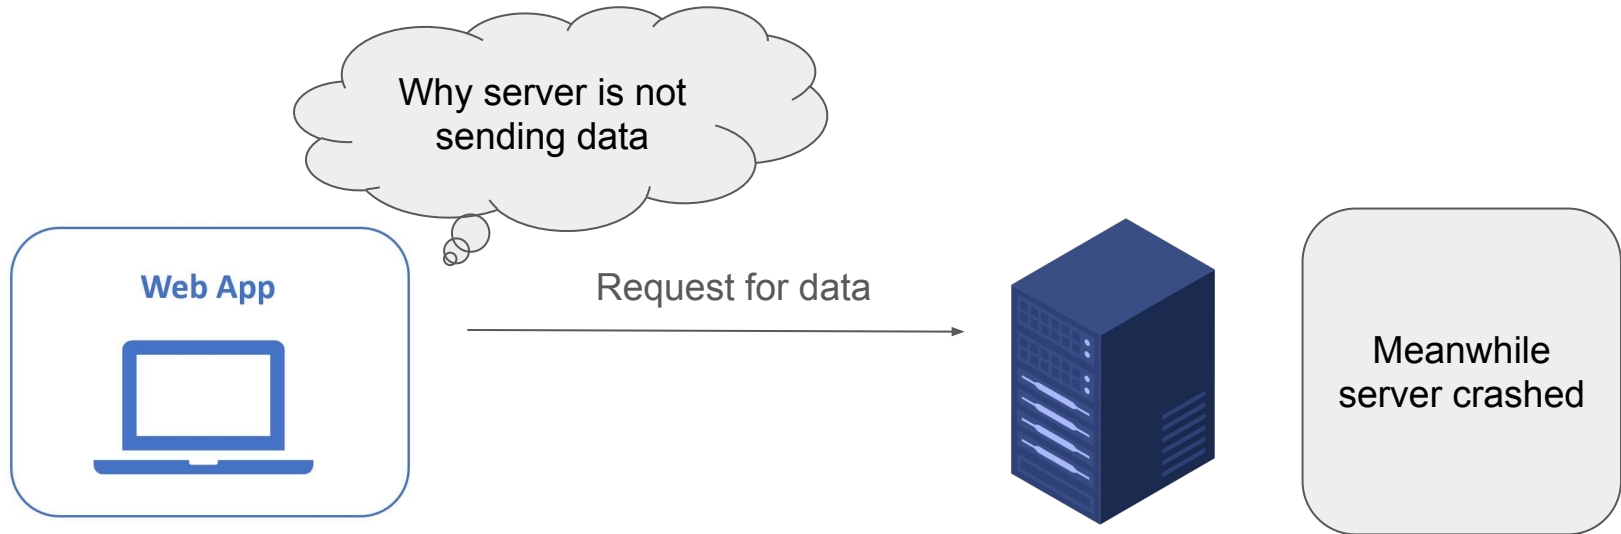 Why server is not
sending data
Web App
Request for data
Meanwhile
server crashed